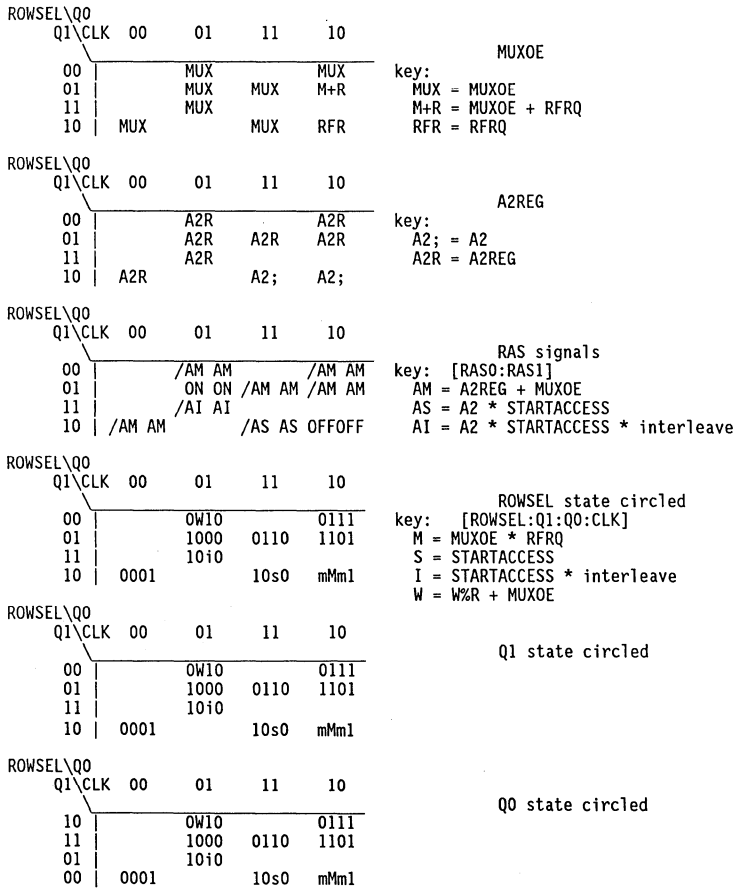 ROWSEL\Q0
Q1\CLK 00 01 11 10
MUXOE
00 | MUX MUX key:
01 | MUX MUX M+R MUX = MUXOE
11 | MUX M+R = MUXOE + RFRQ
10 | MUX MUX RFR RFR = RFRQ
ROWSEL\Q0
Q1\CLK 00 01 11 10
A2REG
00 | A2R A2R key:
01 | A2R A2R A2R A2; = A2
11 | A2R A2R = A2REG
10 | A2R A2; A2;
ROWSEL\Q0
Q1\CLK 00 01 11 10
RAS signals
00 | /AM AM /AM AM key: [RAS0:RAS1]
01 | ON ON /AM AM /AM AM AM = A2REG + MUXOE
11 | /AI AI AS = A2 * STARTACCESS
10 | /AM AM /AS AS OFFOFF AI = A2 * STARTACCESS * interleave
ROWSEL\Q0
Q1\CLK 00 01 11 10
ROWSEL state circled
00 | 0W10 0111 key: [ROWSEL:Q1:Q0:CLK]
01 | 1000 0110 1101 M = MUXOE * RFRQ
11 | 10i0 S = STARTACCESS
10 | 0001 10s0 mMm1 I = STARTACCESS * interleave
W = W%R + MUXOE
ROWSEL\Q0
Q1\CLK 00 01 11 10
Q1 state circled
00 | 0W10 0111
01 | 1000 0110 1101
11 | 10i0
10 | 0001 10s0 mMm1
ROWSEL\Q0
Q1\CLK 00 01 11 10
Q0 state circled
10 | 0W10 0111
11 | 1000 0110 1101
01 | 10i0
00 | 0001 10s0 mMm1